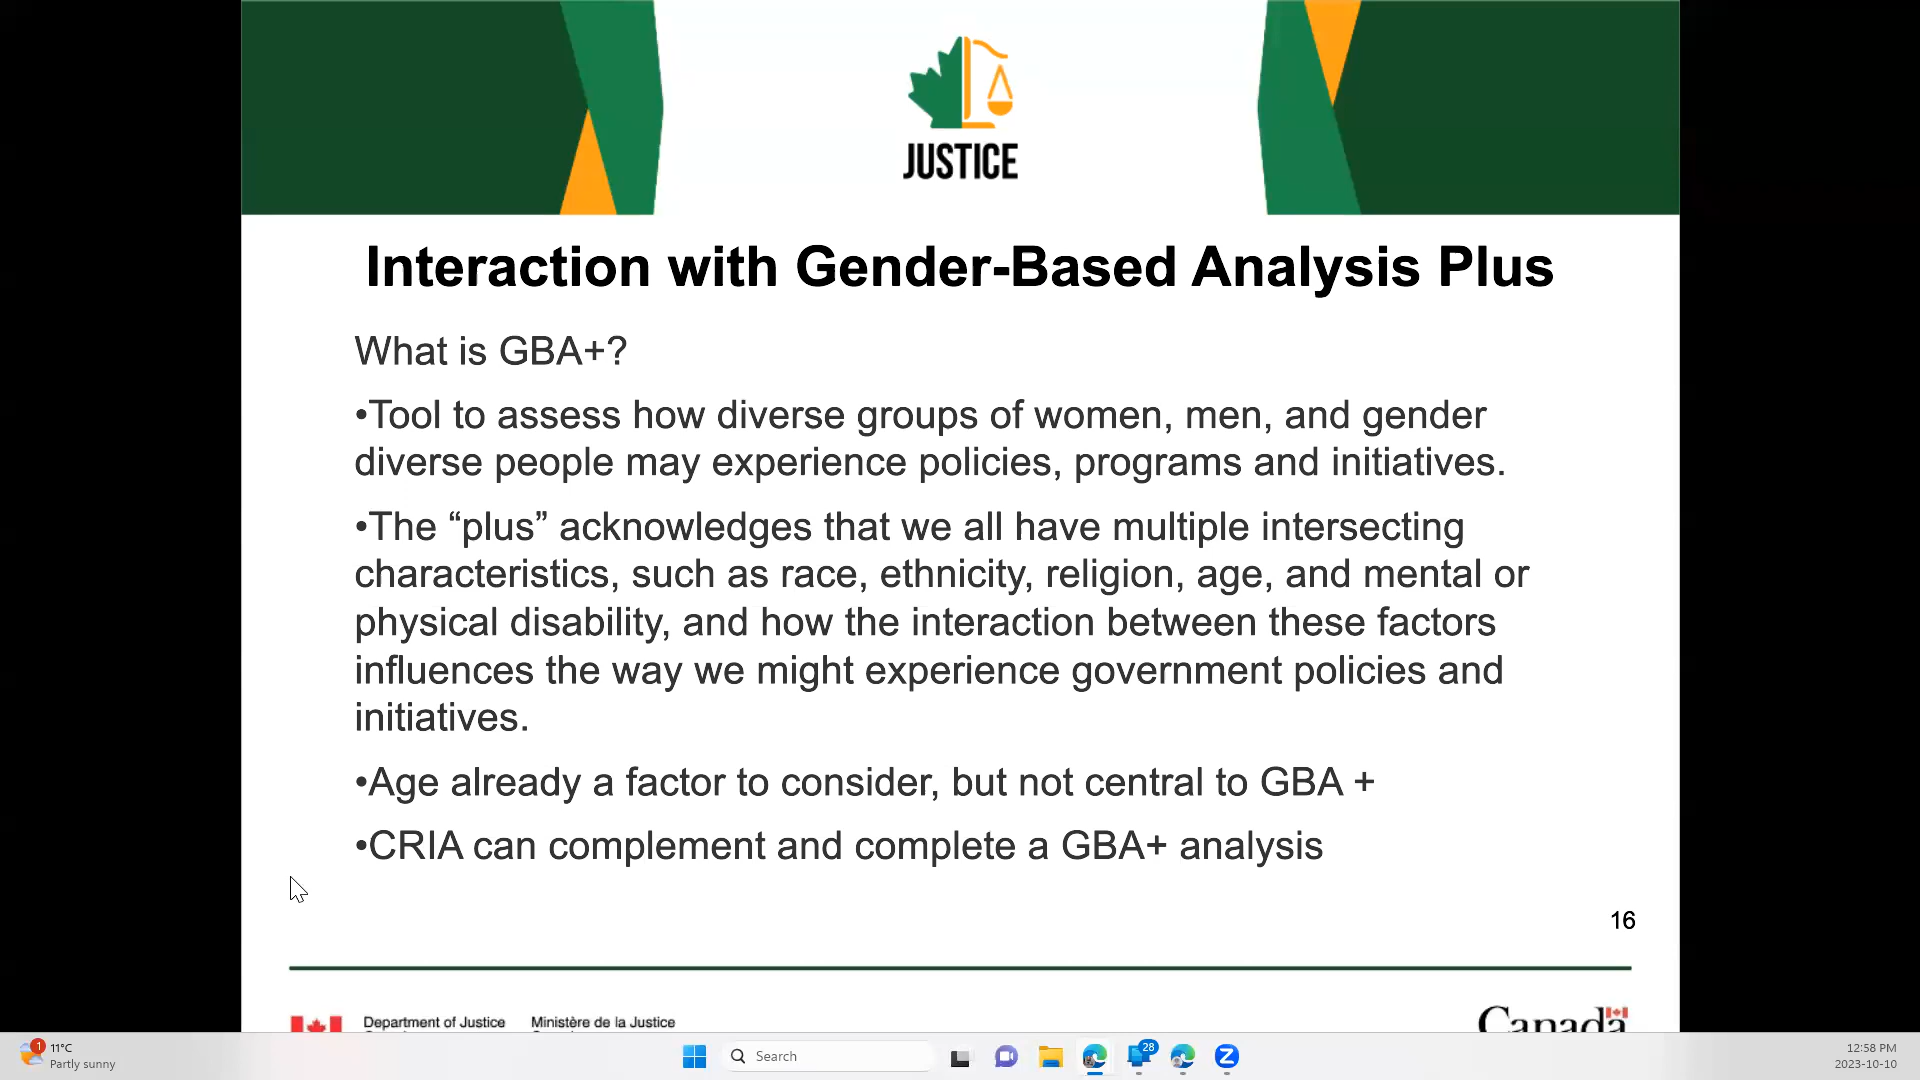 JUSTICE
Interaction with Gender-Based Analysis Plus
What is GBA+?
•Tool to assess how diverse groups of women, men, and gender
diverse people may experience policies, programs and initiatives.
•The “plus” acknowledges that we all have multiple intersecting
characteristics, such as race, ethnicity, religion, age, and mental or
physical disability, and how the interaction between these factors
influences the way we might experience government policies and
initiatives.
•Age already a factor to consider, but not central to GBA +
•CRIA can complement and complete a GBA+ analysis
16
Department of Justice Ministère de la Justice
Canada
1
11°C
Partly sunny
Search
28
12:58 PM
2023-10-10